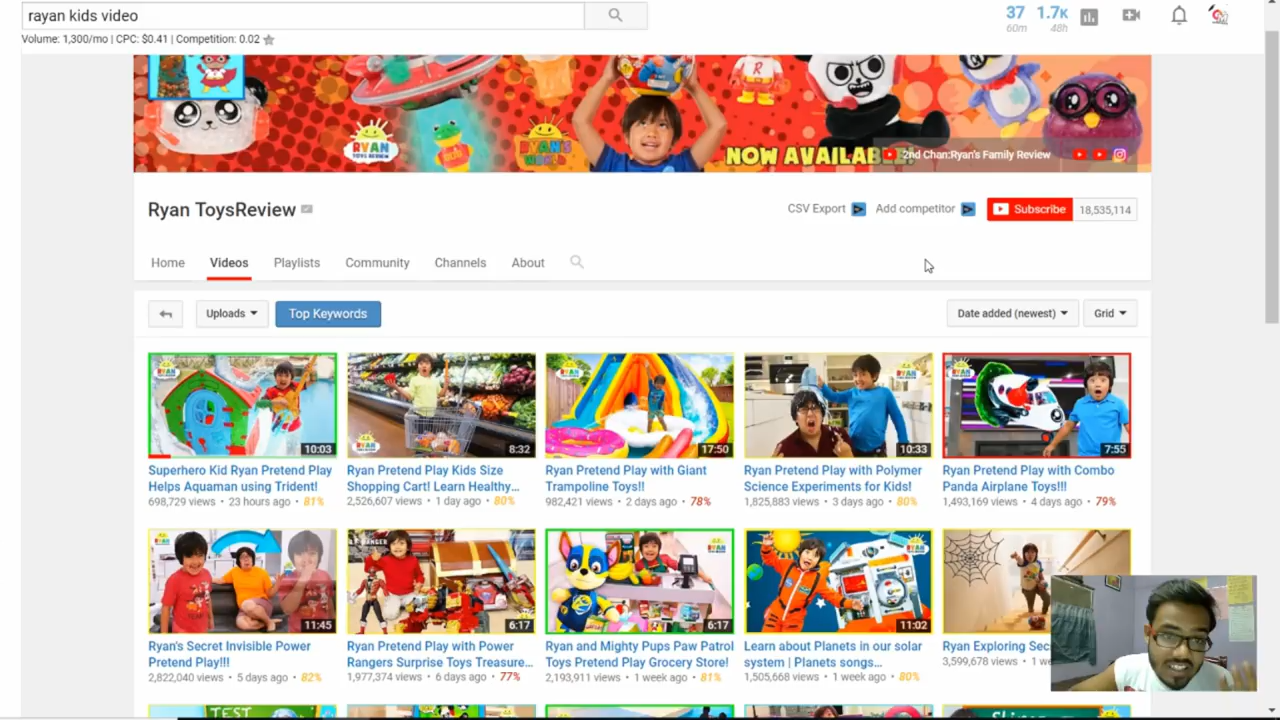 rayan kids video
37 1.7K
60m 48h
Volume: 1,300/mo | CPC: $0.41 | Competition: 0.02
RYAN
TOYS REVIEW
RYAN'S
WORLD
R
NOW AVAILAB
2nd Chan:Ryan's Family Review
Ryan ToysReview
CSV Export Add competitor Subscribe 18,535,114
Home Videos Playlists Community Channels About
Uploads Top Keywords Date added (newest) Grid
10:03 8:32 17:50 10:33 7:55
Superhero Kid Ryan Pretend Play
Helps Aquaman using Trident!
698,729 views • 23 hours ago • 81%
Ryan Pretend Play Kids Size
Shopping Cart! Learn Healthy...
2,526,607 views • 1 day ago • 80%
Ryan Pretend Play with Giant
Trampoline Toys!!
982,421 views • 2 days ago • 78%
Ryan Pretend Play with Polymer
Science Experiments for Kids!
1,825,883 views • 3 days ago • 80%
Ryan Pretend Play with Combo
Panda Airplane Toys!!!
1,493,169 views • 4 days ago • 79%
11:45 6:17 6:17 11:02
Ryan's Secret Invisible Power
Pretend Play!!!
2,822,040 views • 5 days ago • 82%
Ryan Pretend Play with Power
Rangers Surprise Toys Treasure...
1,977,374 views • 6 days ago • 77%
Ryan and Mighty Pups Paw Patrol
Toys Pretend Play Grocery Store!
2,193,911 views • 1 week ago • 81%
Learn about Planets in our solar
system | Planets songs...
1,505,668 views • 1 week ago • 80%
Ryan Exploring Sec
3,599,678 views • 1 we
TEST